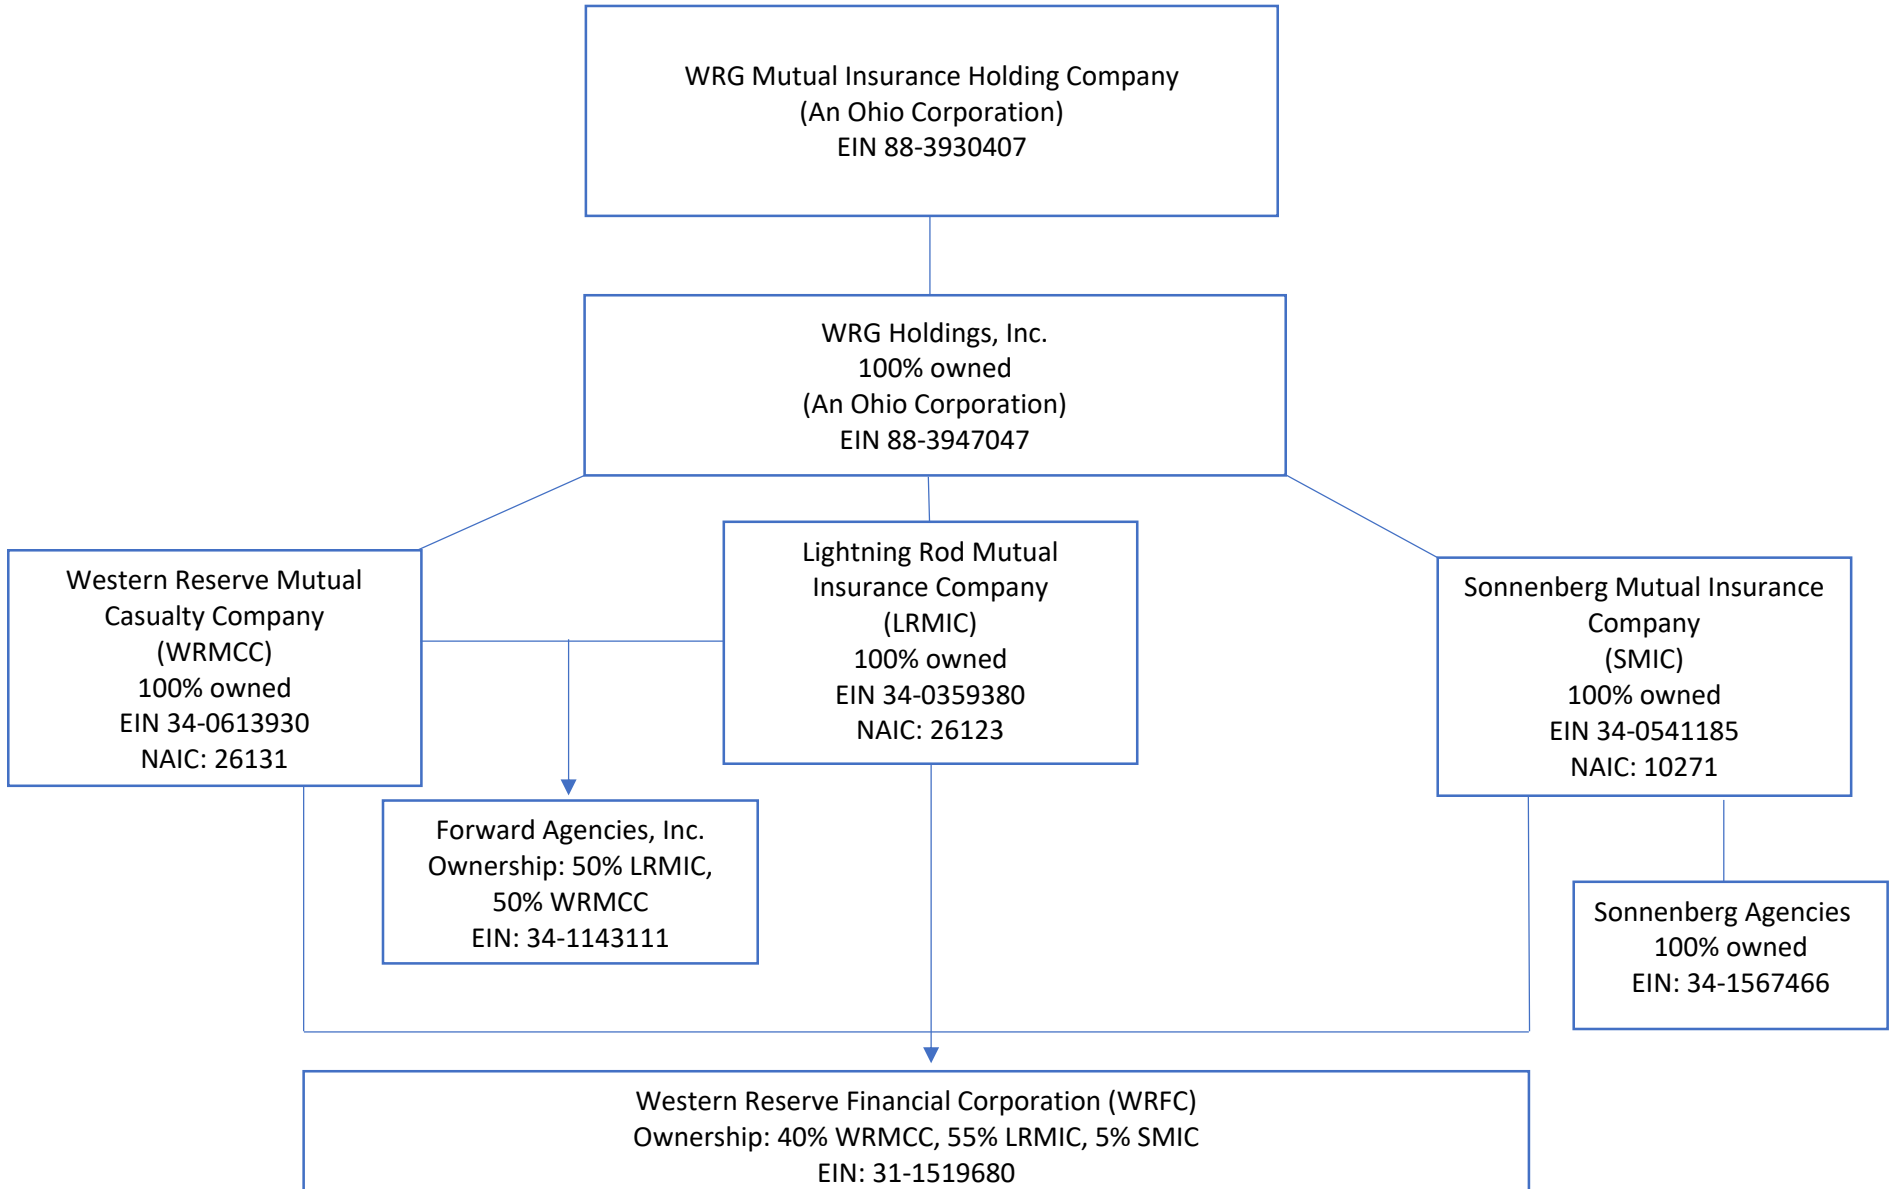 WRG Mutual Insurance Holding Company
(An Ohio Corporation)
EIN 88-3930407
WRG Holdings, Inc.
100% owned
(An Ohio Corporation)
EIN 88-3947047
Western Reserve Mutual
Casualty Company
(WRMCC)
100% owned
EIN 34-0613930
NAIC: 26131
Lightning Rod Mutual
Insurance Company
(LRMIC)
100% owned
EIN 34-0359380
NAIC: 26123
Sonnenberg Mutual Insurance
Company
(SMIC)
100% owned
EIN 34-0541185
NAIC: 10271
Forward Agencies, Inc.
Ownership: 50% LRMIC,
50% WRMCC
EIN: 34-1143111
Sonnenberg Agencies
100% owned
EIN: 34-1567466
Western Reserve Financial Corporation (WRFC)
Ownership: 40% WRMCC, 55% LRMIC, 5% SMIC
EIN: 31-1519680